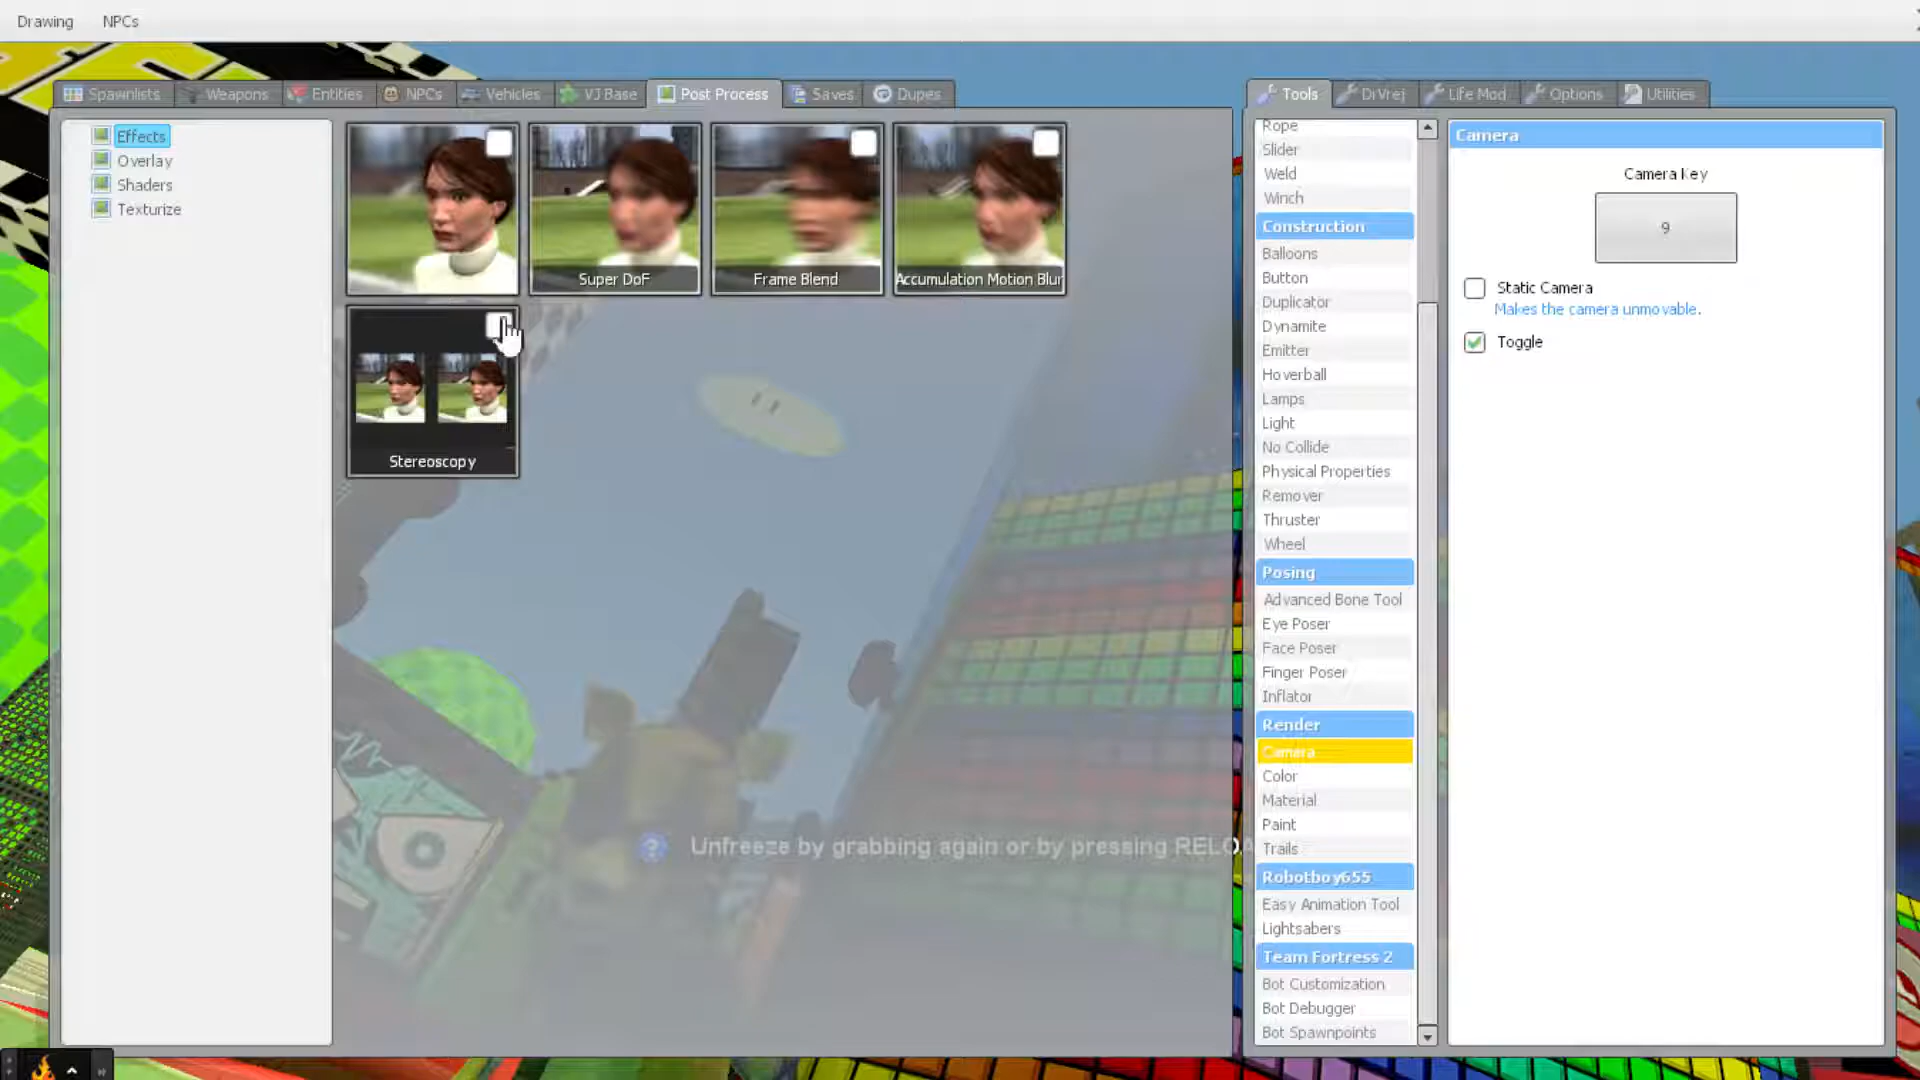 Drawing NPCs
Spawnlists Weapons Entities NPCs Vehicles VJ Base Post Process Saves Dupes
Tools DrVrej Life Mod Options Utilities
Effects
Overlay
Shaders
Texturize
Super DoF
Frame Blend
Accumulation Motion Blur
Stereoscopy
Unfreeze by grabbing again or by pressing RELOA
Rope
Slider
Weld
Winch
Construction
Balloons
Button
Duplicator
Dynamite
Emitter
Hoverball
Lamps
Light
No Collide
Physical Properties
Remover
Thruster
Wheel
Posing
Advanced Bone Tool
Eye Poser
Face Poser
Finger Poser
Inflator
Render
Camera
Color
Material
Paint
Trails
Robotboy655
Easy Animation Tool
Lightsabers
Team Fortress 2
Bot Customization
Bot Debugger
Bot Spawnpoints
Camera
Camera Key
9
Static Camera
Makes the camera unmovable.
Toggle